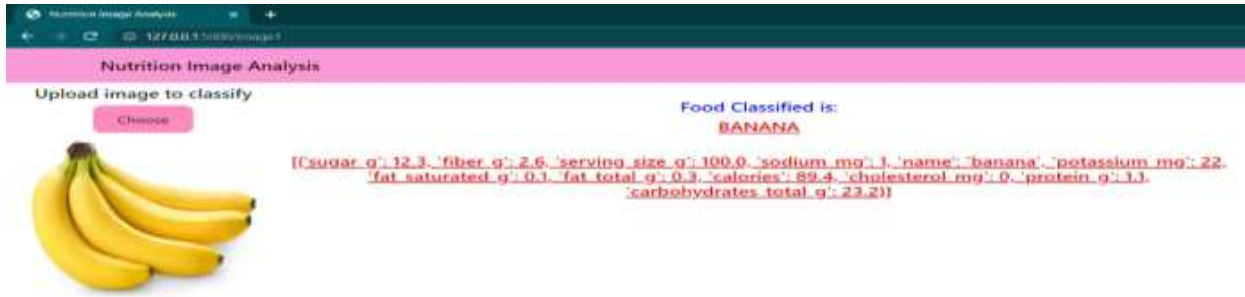 Nutrition Image Analysis
127.0.0.1:5000/image1
Nutrition Image Analysis
Upload image to classify
Choose
Food Classified is:
BANANA
[{'sugar_g': 12.3, 'fiber_g': 2.6, 'serving_size_g': 100.0, 'sodium_mg': 1, 'name': 'banana', 'potassium_mg': 22,
'fat_saturated_g': 0.1, 'fat_total_g': 0.3, 'calories': 89.4, 'cholesterol_mg': 0, 'protein_g': 1.1,
'carbohydrates_total_g': 23.2}]